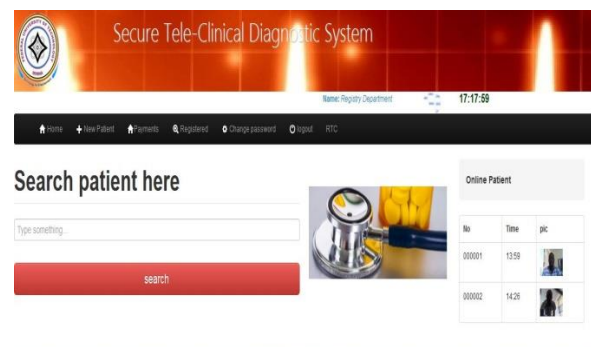 Secure Tele-Clinical Diagnostic System
Name: Registry Department
17:17:59
Home New Patient Payments Registered Change password logout RTC
Search patient here
Type something...
search
Online Patient
No Time pic
000001 13:59
000002 14:26